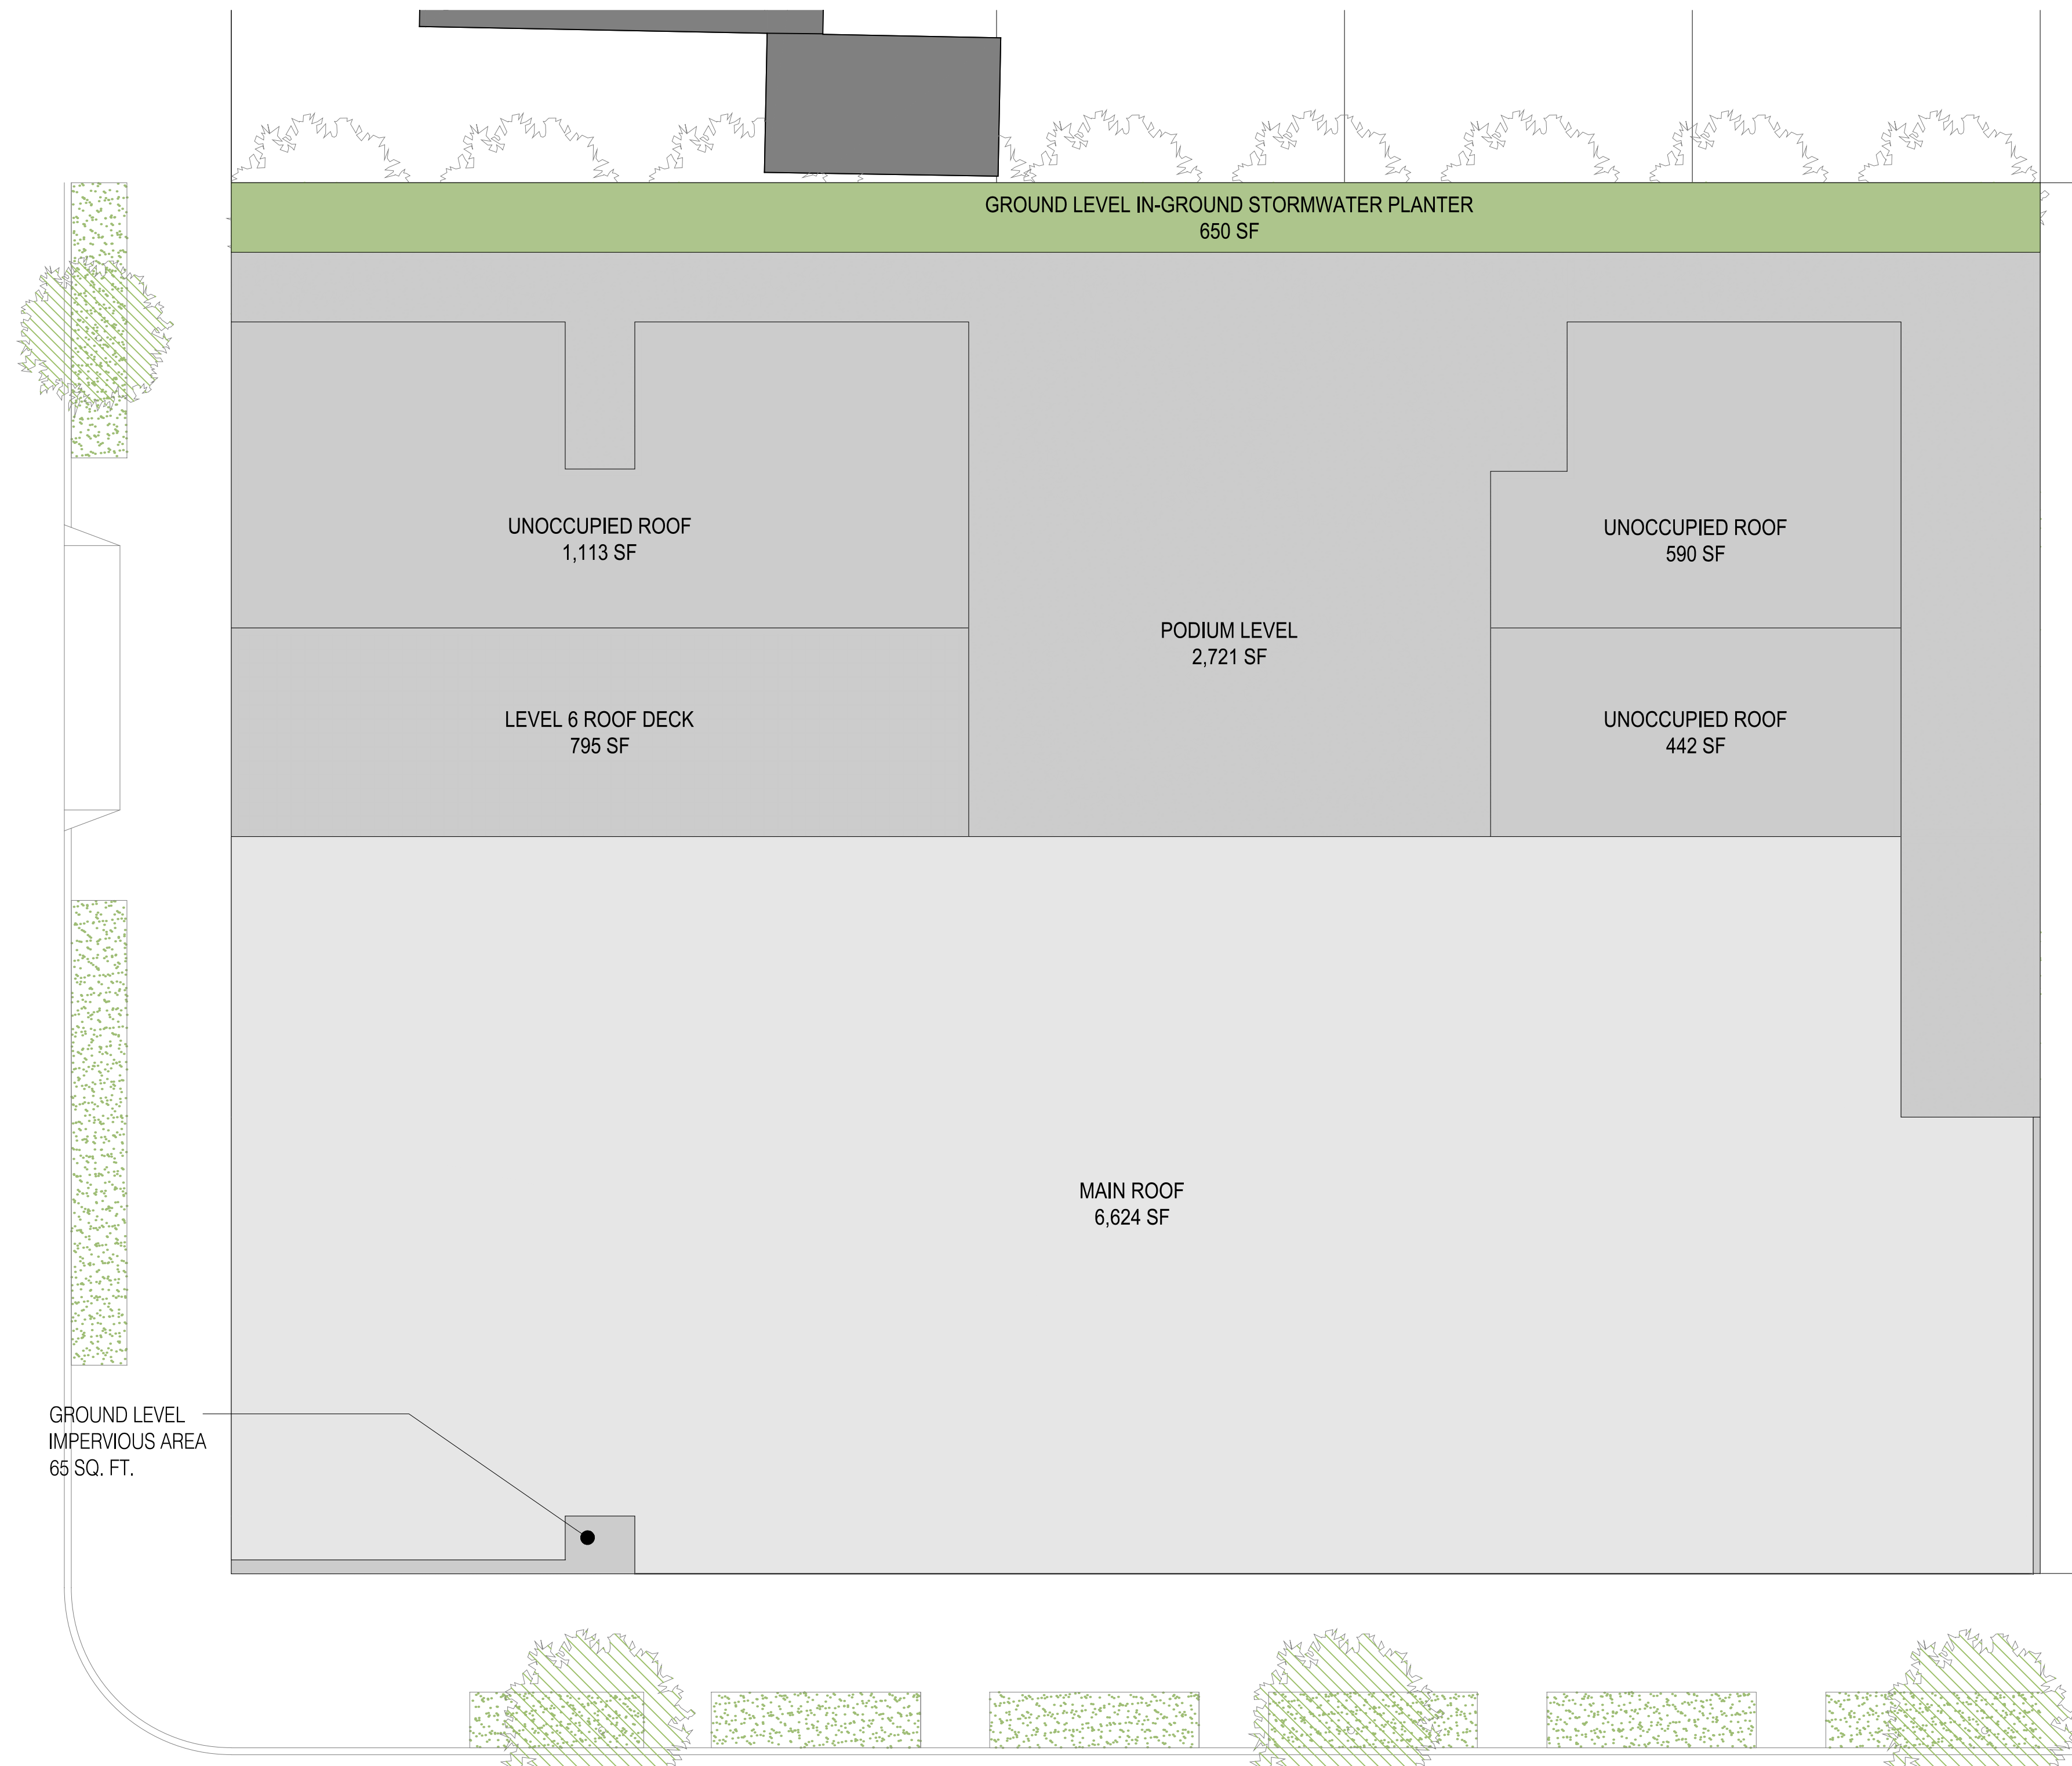 GROUND LEVEL IN-GROUND STORMWATER PLANTER
650 SF
UNOCCUPIED ROOF
1,113 SF
UNOCCUPIED ROOF
590 SF
PODIUM LEVEL
2,721 SF
LEVEL 6 ROOF DECK
795 SF
UNOCCUPIED ROOF
442 SF
MAIN ROOF
6,624 SF
GROUND LEVEL
IMPERVIOUS AREA
65 SQ. FT.